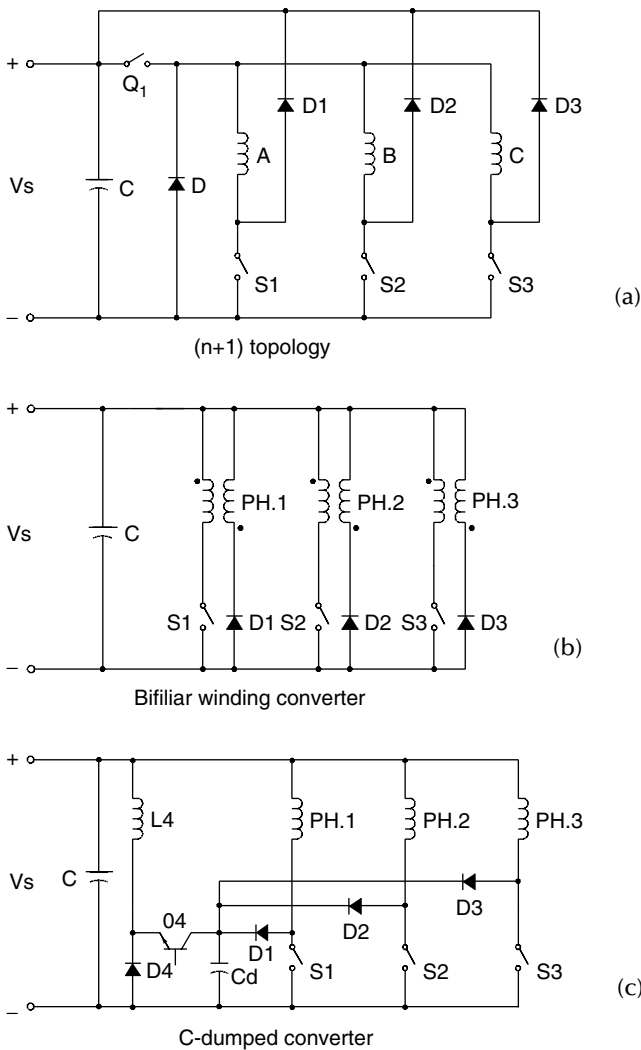 +
Q1
D1
D2
D3
A
B
C
Vs
C
D
S1
S2
S3
–
(a)
(n+1) topology
+
PH.1
PH.2
PH.3
Vs
C
S1
D1
S2
D2
S3
D3
–
(b)
Bifiliar winding converter
+
L4
PH.1
PH.2
PH.3
Vs
C
D3
04
D2
D1
D4
Cd
S1
S2
S3
–
(c)
C-dumped converter